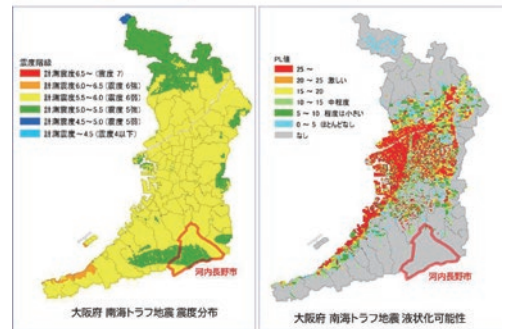 震度階級
計測震度6.5~ (震度 7)
計測震度6.0~6.5(震度 6強)
計測震度5.5~6.0(震度 6弱)
計測震度5.0~5.5(震度 5強)
計測震度4.5~5.0(震度 5弱)
計測震度~4.5(震度4以下)
河内長野市
大阪府 南海トラフ地震 震度分布
PL値
25 ~
20 ~ 25 激しい
15 ~ 20
10 ~ 15 中程度
5 ~ 10 程度は小さい
0 ~ 5 ほとんどなし
なし
河内長野市
大阪府 南海トラフ地震 液状化可能性